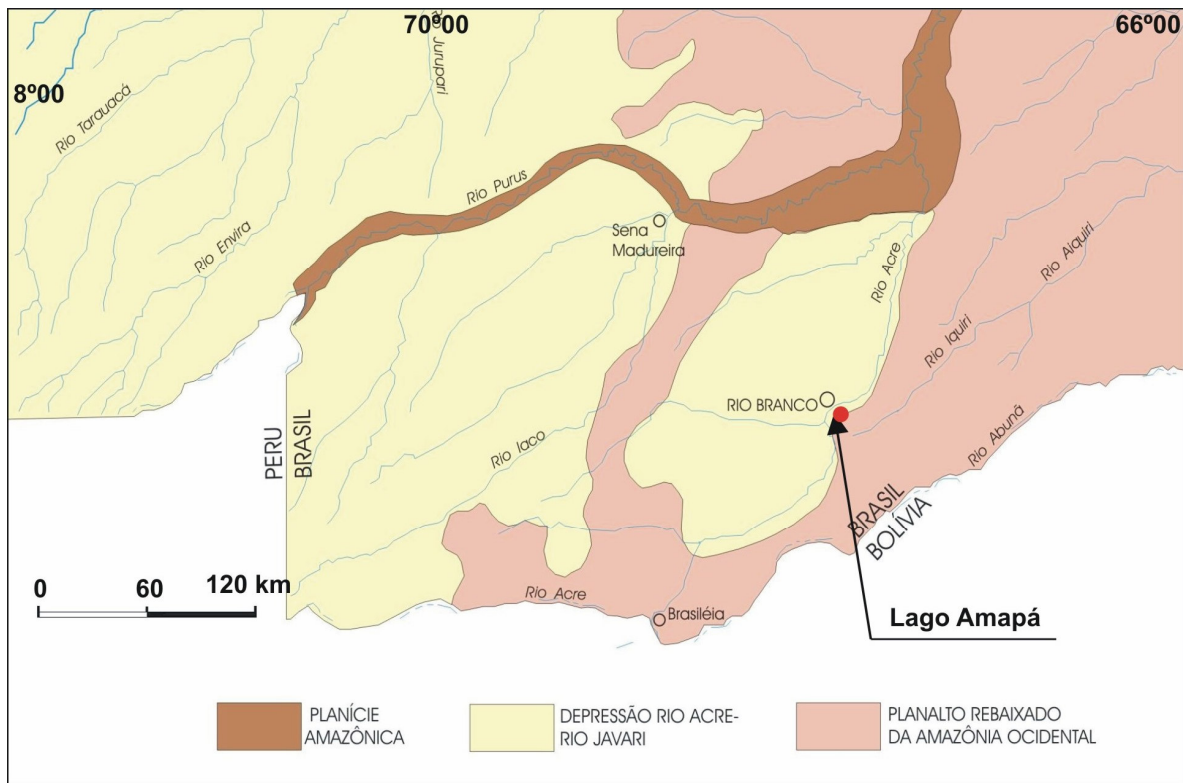 70º00
66º00
8º00
Rio Jurupari
Rio Tarauacá
Rio Purus
Rio Envira
Sena
Madureira
Rio Acre
Rio Aiquiri
Rio Iquiri
RIO BRANCO
Rio Abunã
PERU
BRASIL
Rio Iaco
BRASIL
BOLÍVIA
0
60
120 km
Rio Acre
Brasiléia
Lago Amapá
PLANÍCIE
AMAZÔNICA
DEPRESSÃO RIO ACRE-
RIO JAVARI
PLANALTO REBAIXADO
DA AMAZÔNIA OCIDENTAL